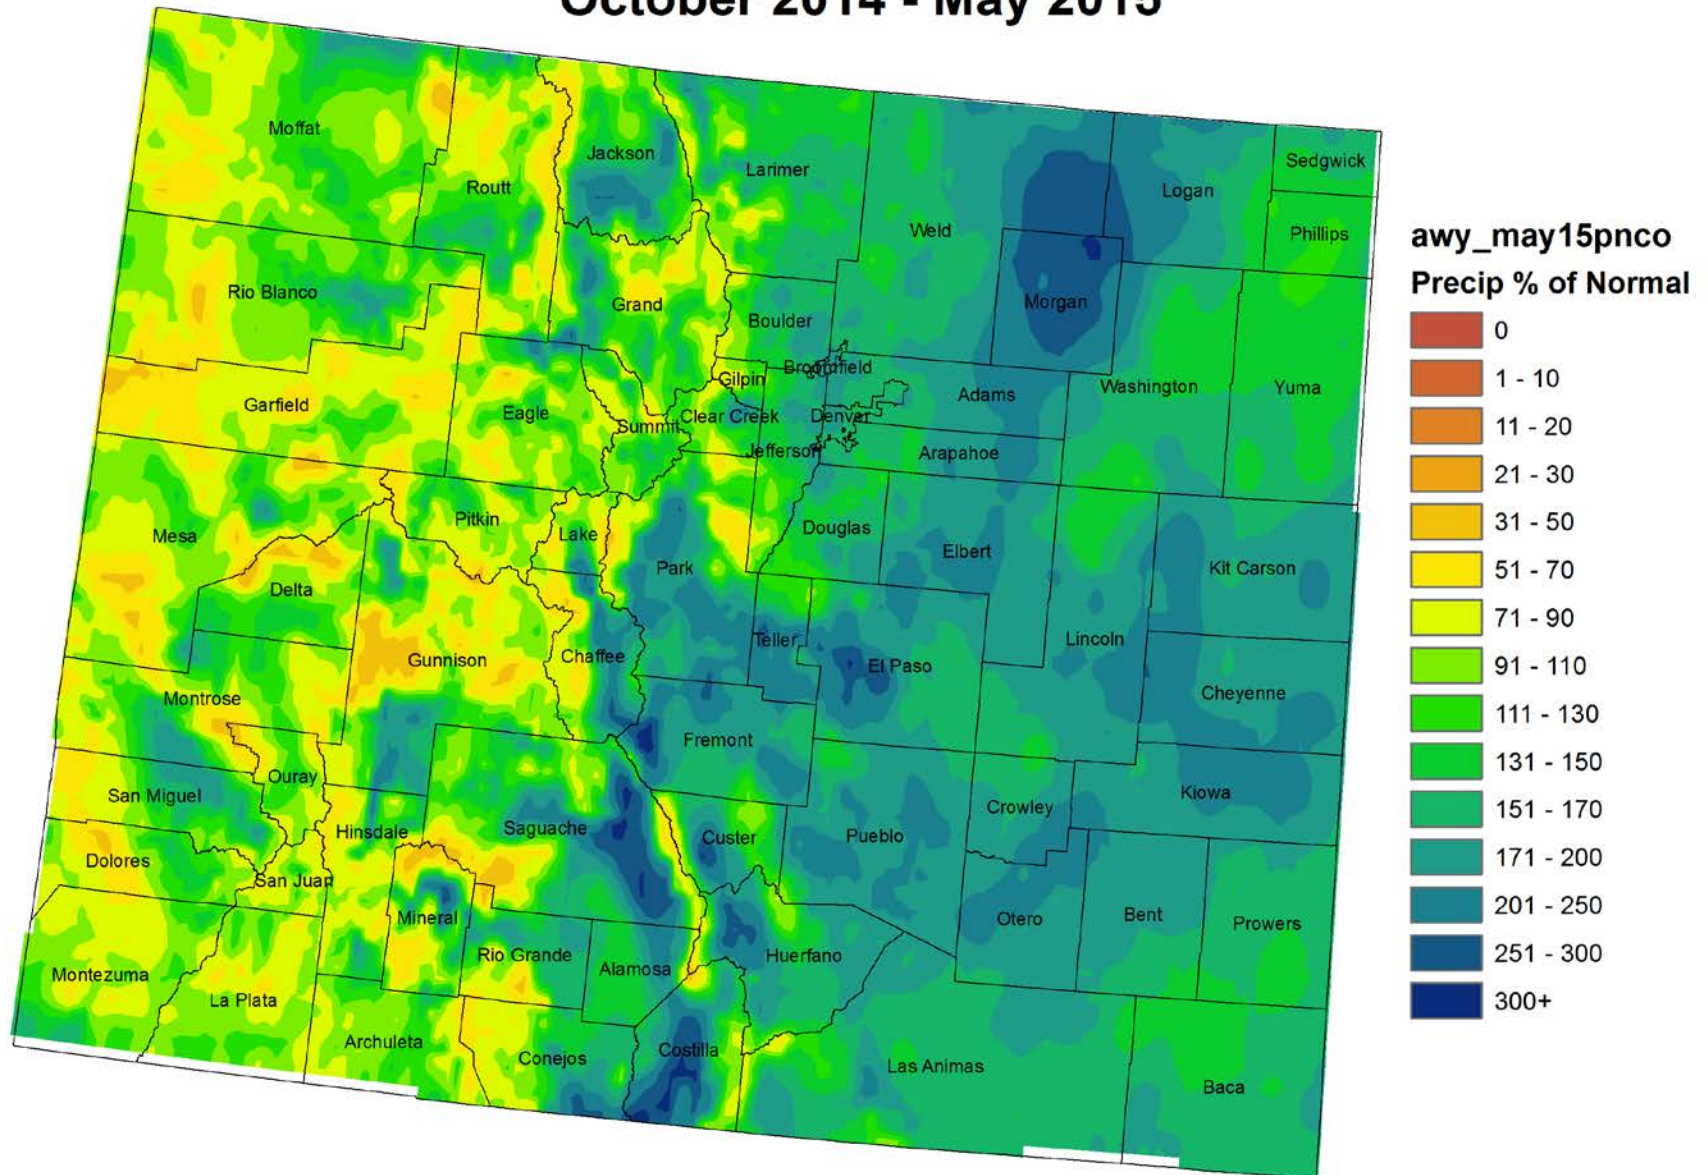 October 2014 - May 2015
Moffat
Jackson
Larimer
Sedgwick
Logan
Routt
Weld
Phillips
Rio Blanco
Grand
Morgan
Boulder
Broomfield
Gilpin
Garfield
Eagle
Summit
Clear Creek
Denver
Adams
Washington
Yuma
Jefferson
Arapahoe
Mesa
Pitkin
Lake
Park
Douglas
Elbert
Kit Carson
Delta
Gunnison
Chaffee
Teller
El Paso
Lincoln
Cheyenne
Montrose
Fremont
Ouray
San Miguel
Hinsdale
Saguache
Custer
Pueblo
Crowley
Kiowa
Dolores
San Juan
Mineral
Otero
Bent
Prowers
Rio Grande
Alamosa
Huerfano
Montezuma
La Plata
Archuleta
Conejos
Costilla
Las Animas
Baca
awy_may15pnco
Precip % of Normal
0
1 - 10
11 - 20
21 - 30
31 - 50
51 - 70
71 - 90
91 - 110
111 - 130
131 - 150
151 - 170
171 - 200
201 - 250
251 - 300
300+